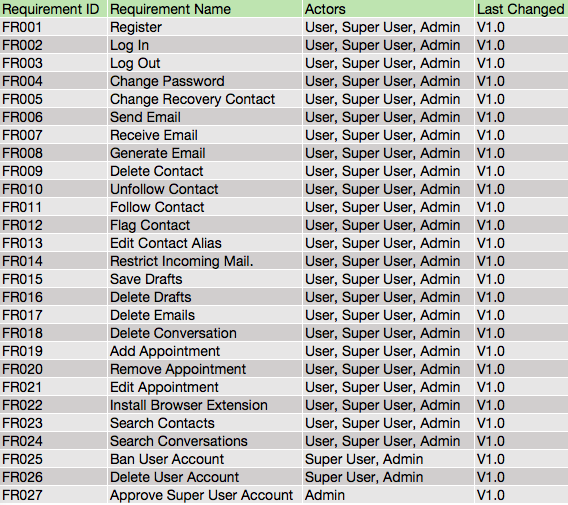 Requirement ID Requirement Name Actors Last Changed
FR001 Register User, Super User, Admin V1.0
FR002 Log In User, Super User, Admin V1.0
FR003 Log Out User, Super User, Admin V1.0
FR004 Change Password User, Super User, Admin V1.0
FR005 Change Recovery Contact User, Super User, Admin V1.0
FR006 Send Email User, Super User, Admin V1.0
FR007 Receive Email User, Super User, Admin V1.0
FR008 Generate Email User, Super User, Admin V1.0
FR009 Delete Contact User, Super User, Admin V1.0
FR010 Unfollow Contact User, Super User, Admin V1.0
FR011 Follow Contact User, Super User, Admin V1.0
FR012 Flag Contact User, Super User, Admin V1.0
FR013 Edit Contact Alias User, Super User, Admin V1.0
FR014 Restrict Incoming Mail. User, Super User, Admin V1.0
FR015 Save Drafts User, Super User, Admin V1.0
FR016 Delete Drafts User, Super User, Admin V1.0
FR017 Delete Emails User, Super User, Admin V1.0
FR018 Delete Conversation User, Super User, Admin V1.0
FR019 Add Appointment User, Super User, Admin V1.0
FR020 Remove Appointment User, Super User, Admin V1.0
FR021 Edit Appointment User, Super User, Admin V1.0
FR022 Install Browser Extension User, Super User, Admin V1.0
FR023 Search Contacts User, Super User, Admin V1.0
FR024 Search Conversations User, Super User, Admin V1.0
FR025 Ban User Account Super User, Admin V1.0
FR026 Delete User Account Super User, Admin V1.0
FR027 Approve Super User Account Admin V1.0